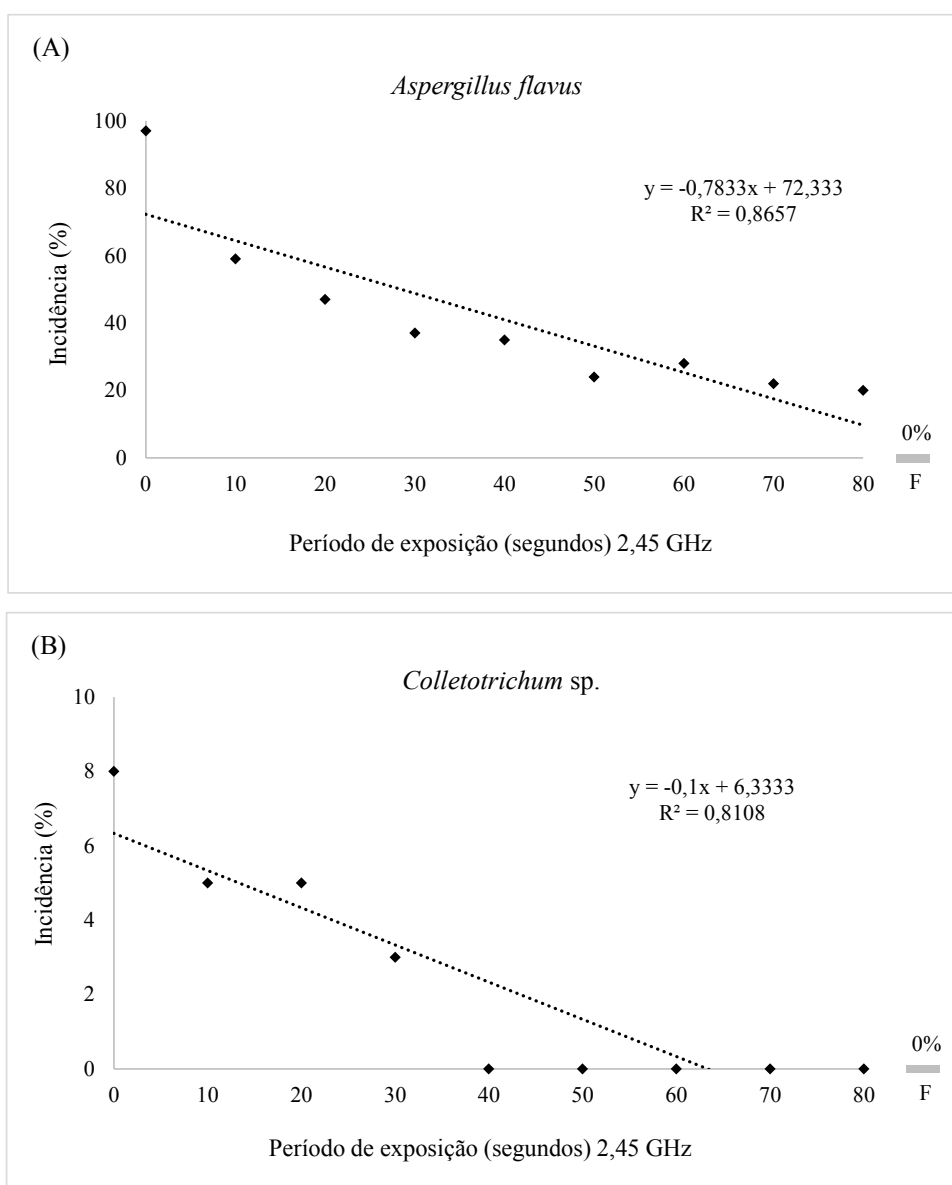 (A)
Aspergillus flavus
y = -0,7833x + 72,333
R² = 0,8657
Incidência (%)
100
80
60
40
20
0
0 10 20 30 40 50 60 70 80
0%
F
Período de exposição (segundos) 2,45 GHz
(B)
Colletotrichum sp.
y = -0,1x + 6,3333
R² = 0,8108
Incidência (%)
10
8
6
4
2
0
0 10 20 30 40 50 60 70 80
0%
F
Período de exposição (segundos) 2,45 GHz